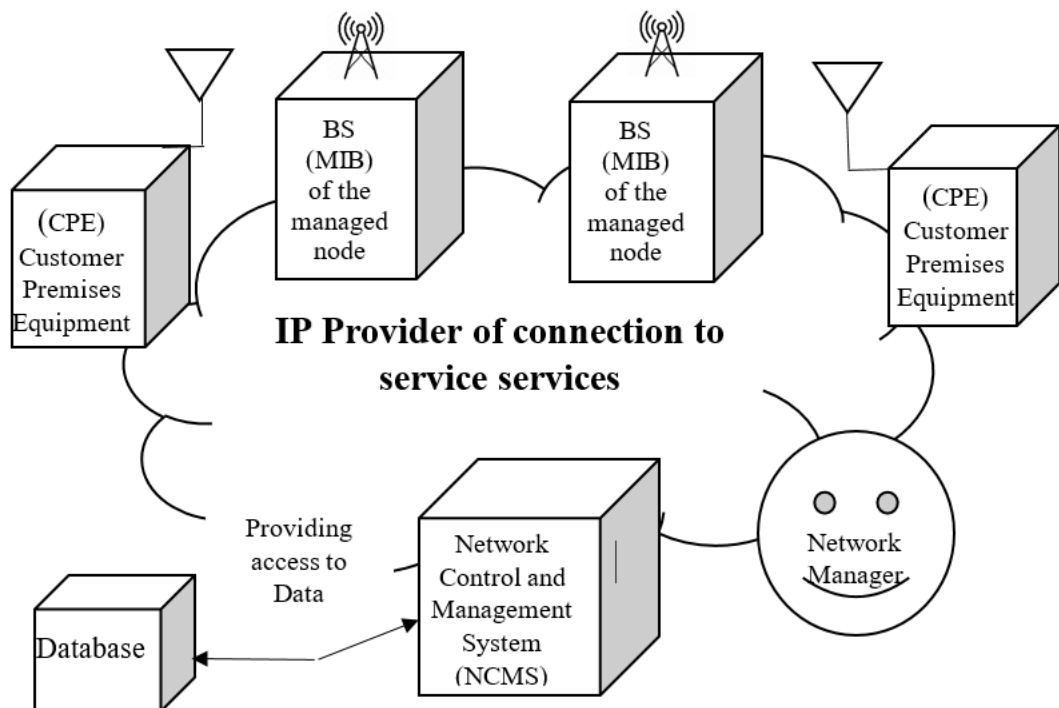 BS
(MIB)
of the
managed
node
BS
(MIB)
of the
managed
node
(CPE)
Customer
Premises
Equipment
(CPE)
Customer
Premises
Equipment
IP Provider of connection to
service services
Providing
access to
Data
Network
Control and
Management
System
(NCMS)
Network
Manager
Database